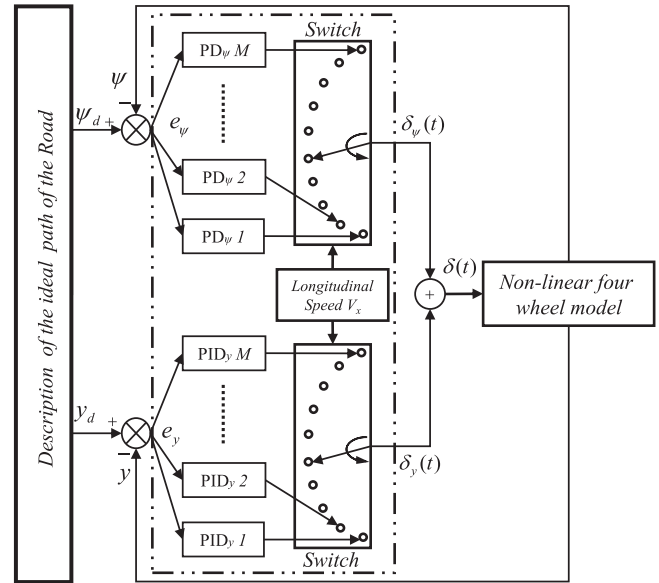 Description of the ideal path of the Road
Switch
ψ
−
ψd +
eψ
PDψ M
PDψ 2
PDψ 1
δψ(t)
Longitudinal
Speed Vx
δ(t)
+
Non-linear four
wheel model
yd +
−
y
ey
PIDy M
PIDy 2
PIDy 1
δy(t)
Switch